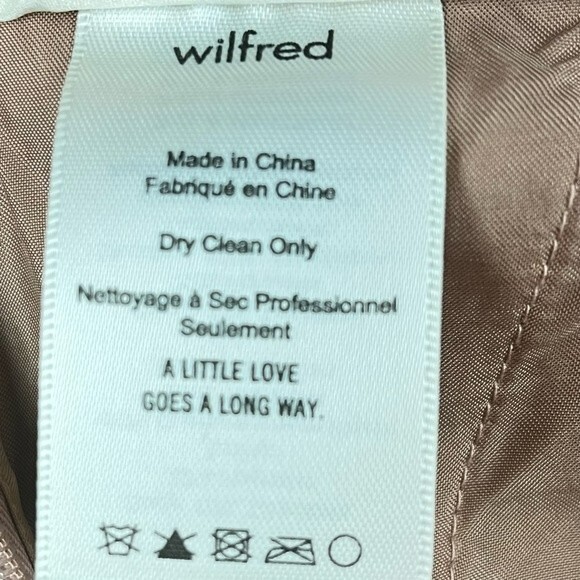 wilfred
Made in China
Fabriqué en Chine
Dry Clean Only
Nettoyage à Sec Professionnel
Seulement
A LITTLE LOVE
GOES A LONG WAY.